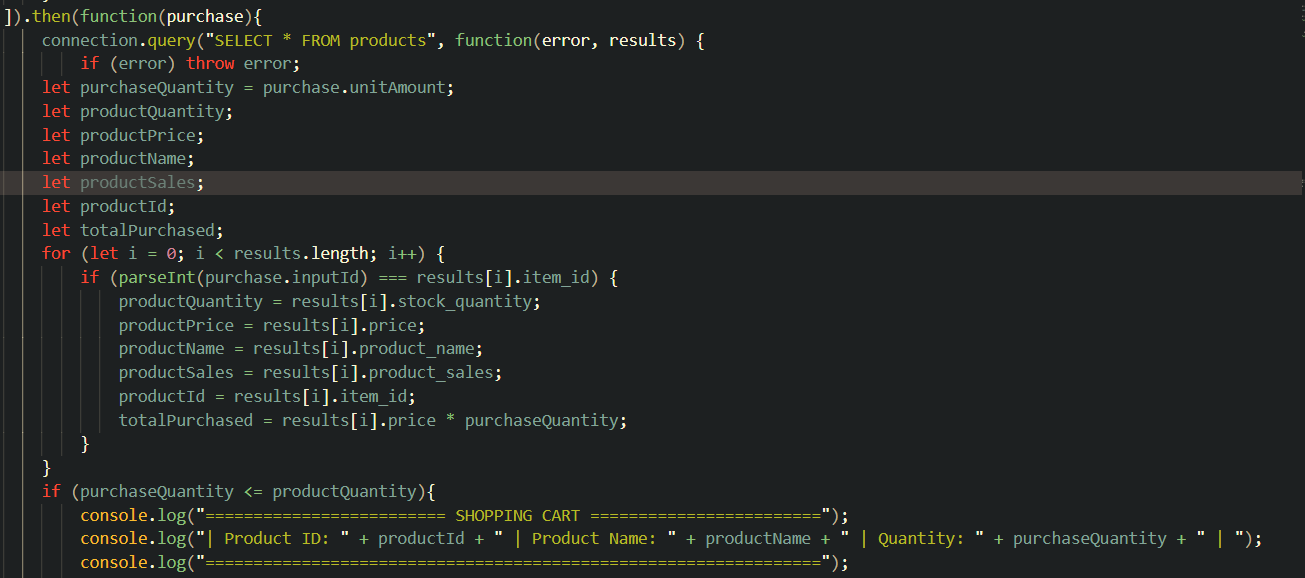 ]).then(function(purchase){
    connection.query("SELECT * FROM products", function(error, results) {
        if (error) throw error;
    let purchaseQuantity = purchase.unitAmount;
    let productQuantity;
    let productPrice;
    let productName;
    let productSales;
    let productId;
    let totalPurchased;
    for (let i = 0; i < results.length; i++) {
        if (parseInt(purchase.inputId) === results[i].item_id) {
            productQuantity = results[i].stock_quantity;
            productPrice = results[i].price;
            productName = results[i].product_name;
            productSales = results[i].product_sales;
            productId = results[i].item_id;
            totalPurchased = results[i].price * purchaseQuantity;
        }
    }
    if (purchaseQuantity <= productQuantity){
        console.log("========================= SHOPPING CART ========================");
        console.log("| Product ID: " + productId + " | Product Name: " + productName + " | Quantity: " + purchaseQuantity + " | ");
        console.log("================================================================");